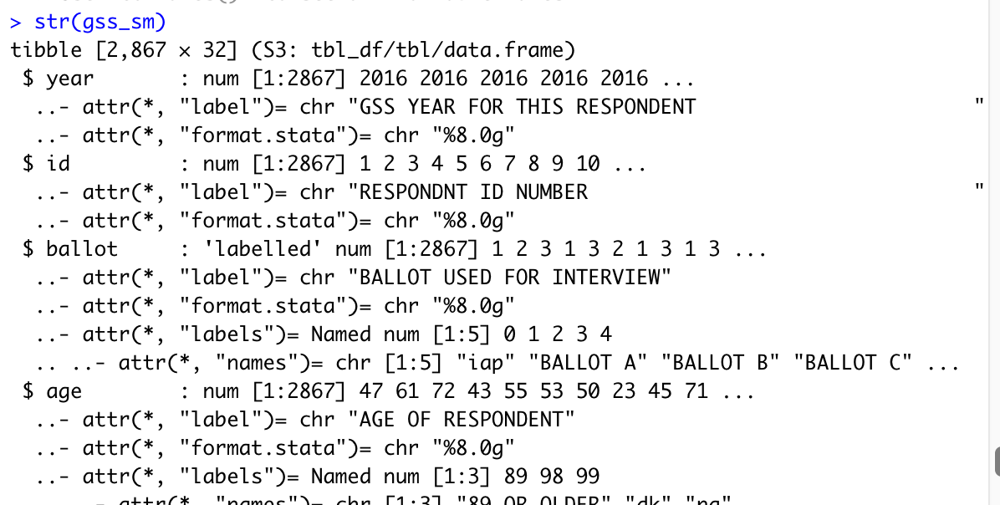 > str(gss_sm)
tibble [2,867 × 32] (S3: tbl_df/tbl/data.frame)
 $ year       : num [1:2867] 2016 2016 2016 2016 2016 ...
  ..- attr(*, "label")= chr "GSS YEAR FOR THIS RESPONDENT                       "
  ..- attr(*, "format.stata")= chr "%8.0g"
 $ id         : num [1:2867] 1 2 3 4 5 6 7 8 9 10 ...
  ..- attr(*, "label")= chr "RESPONDNT ID NUMBER                                "
  ..- attr(*, "format.stata")= chr "%8.0g"
 $ ballot     : 'labelled' num [1:2867] 1 2 3 1 3 2 1 3 1 3 ...
  ..- attr(*, "label")= chr "BALLOT USED FOR INTERVIEW"
  ..- attr(*, "format.stata")= chr "%8.0g"
  ..- attr(*, "labels")= Named num [1:5] 0 1 2 3 4
  .. ..- attr(*, "names")= chr [1:5] "iap" "BALLOT A" "BALLOT B" "BALLOT C" ...
 $ age        : num [1:2867] 47 61 72 43 55 53 50 23 45 71 ...
  ..- attr(*, "label")= chr "AGE OF RESPONDENT"
  ..- attr(*, "format.stata")= chr "%8.0g"
  ..- attr(*, "labels")= Named num [1:3] 89 98 99
  .. ..- attr(*, "names")= chr [1:3] "89 OR OLDER" "dk" "na"